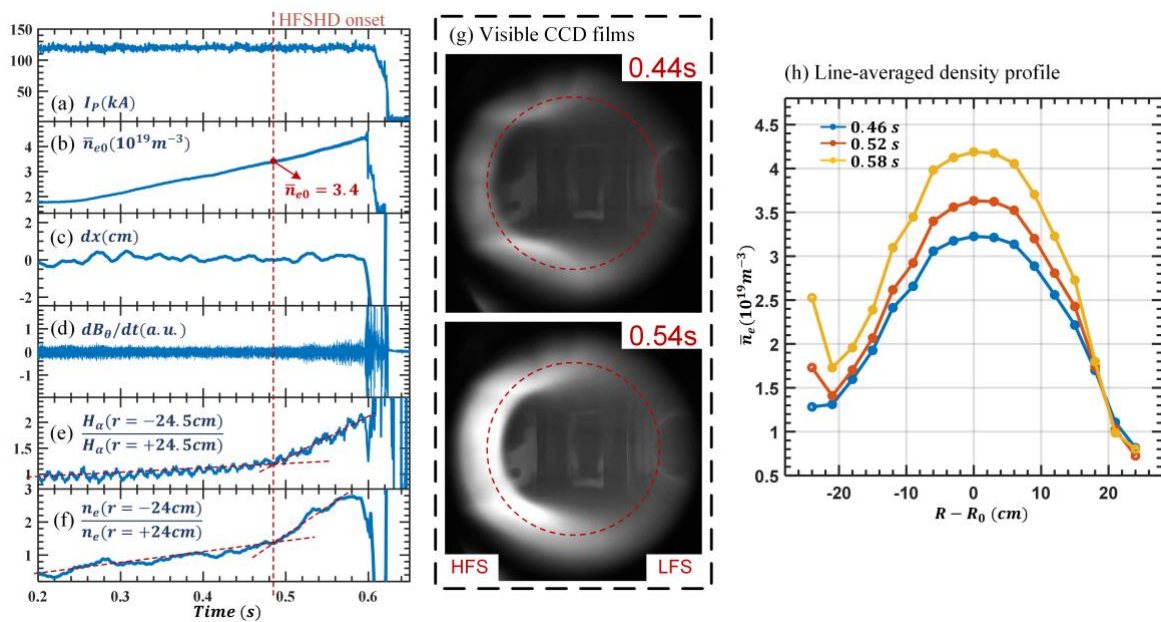 HFSHD onset
150
100
50
(a) I_P(kA)
(b) n̄_e0(10^19m^-3)
4
3
2
n̄_e0 = 3.4
(c) dx(cm)
0
-2
(d) dB_θ/dt(a.u.)
2
0
-2
(e) H_α(r = −24.5cm)
H_α(r = +24.5cm)
2
1.5
1
(f) n_e(r = −24cm)
n_e(r = +24cm)
2
1
0.2 0.3 0.4 0.5 0.6
Time (s)
(g) Visible CCD films
0.44s
0.54s
HFS LFS
(h) Line-averaged density profile
0.46 s
0.52 s
0.58 s
4.5
4
3.5
3
2.5
2
1.5
1
0.5
n̄_e(10^19m^-3)
-20 -10 0 10 20
R − R_0 (cm)